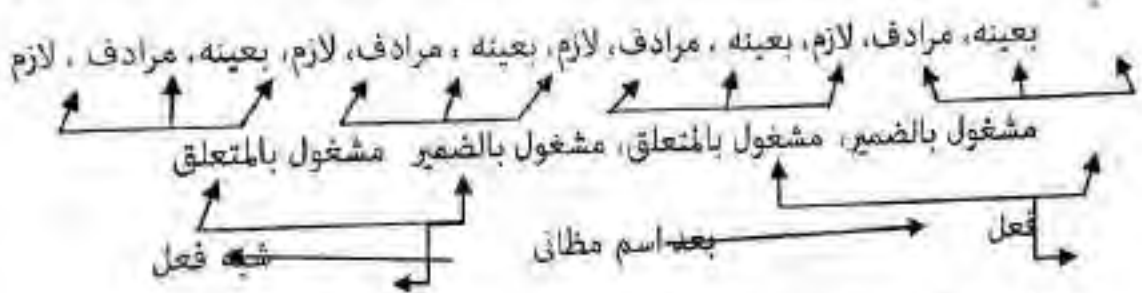 بعينه، مرادف، لازم، بعينه ، مرادف، لازم، بعينه ، مرادف، لازم، بعينه، مرادف ، لازم
مشغول بالضمير، مشغول بالمتعلق، مشغول بالضمير مشغول بالمتعلق
فعل بعد اسم مظانى شبه فعل